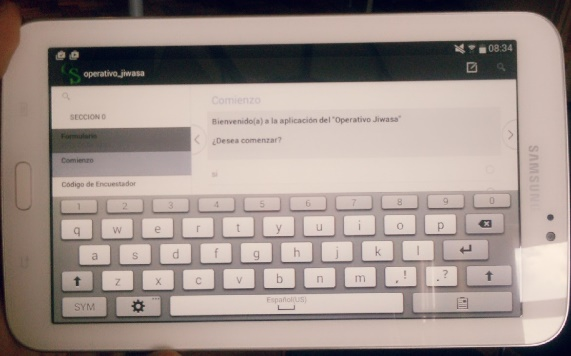 08:34
operativo_jiwasa
SECCION 0
Formulario
Comienzo
Código de Encuestador
Comienzo
Bienvenido(a) a la aplicación del "Operativo Jiwasa"
¿Desea comenzar?
si
1 2 3 4 5 6 7 8 9 0
q w e r t y u i o p
a s d f g h j k l
z x c v b n m , ! . ?
SYM
Español(US)
SAMSUNG